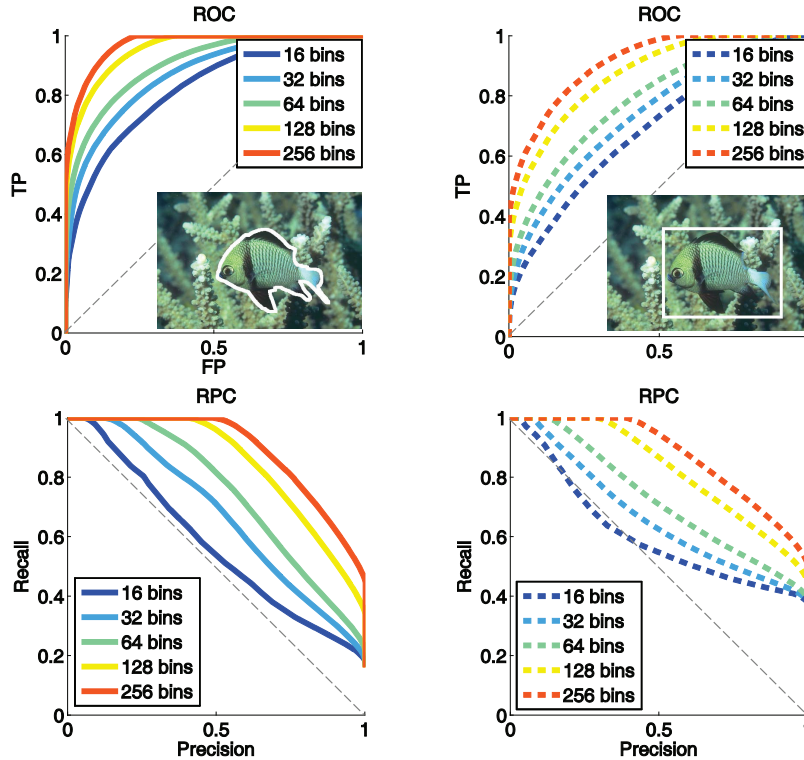 ROC
1
0.8
0.6
0.4
0.2
0
TP
16 bins
32 bins
64 bins
128 bins
256 bins
0
0.5
1
FP
ROC
1
0.8
0.6
0.4
0.2
0
TP
16 bins
32 bins
64 bins
128 bins
256 bins
0
0.5
RPC
1
0.8
0.6
0.4
0.2
0
Recall
16 bins
32 bins
64 bins
128 bins
256 bins
0
0.5
1
Precision
RPC
1
0.8
0.6
0.4
0.2
0
Recall
16 bins
32 bins
64 bins
128 bins
256 bins
0
0.5
Precision